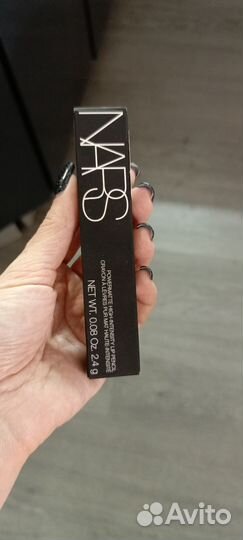 NARS
POWERMATTE HIGH-INTENSITY LIP PENCIL
CRAYON À LÈVRES PUR MAT HAUTE-INTENSITÉ
NET WT. 0.08 Oz. 2.4 g
Avito